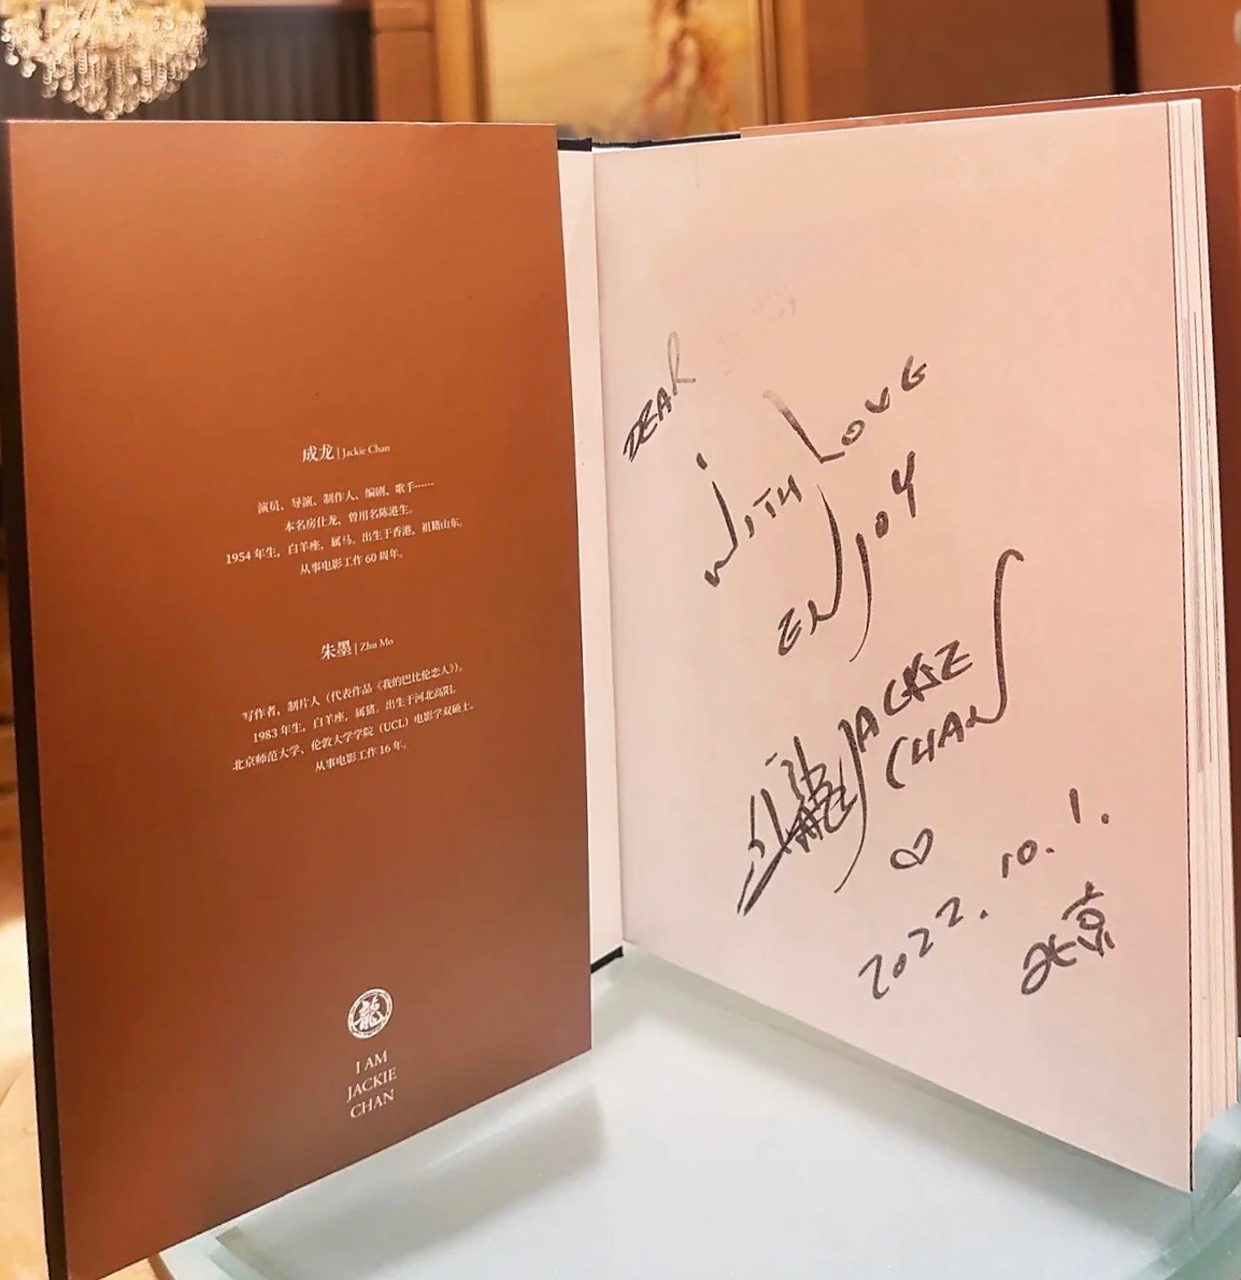 成龙 | Jackie Chan
演员、导演、制作人、编剧、歌手……
本名房仕龙，曾用名陈港生。
1954 年生，白羊座，属马。出生于香港，祖籍山东。
从事电影工作 60 周年。
朱墨 | Zhu Mo
写作者，制片人（代表作品《我的巴比伦恋人》）。
1983 年生，白羊座，属猪。出生于河北高阳。
北京师范大学、伦敦大学学院（UCL）电影学双硕士。
从事电影工作 16 年。
龍
I AM
JACKIE
CHAN
DEAR
WITH LOVE
ENJOY
成龍 JACKIE
CHAN
♡
2022. 10. 1.
北京